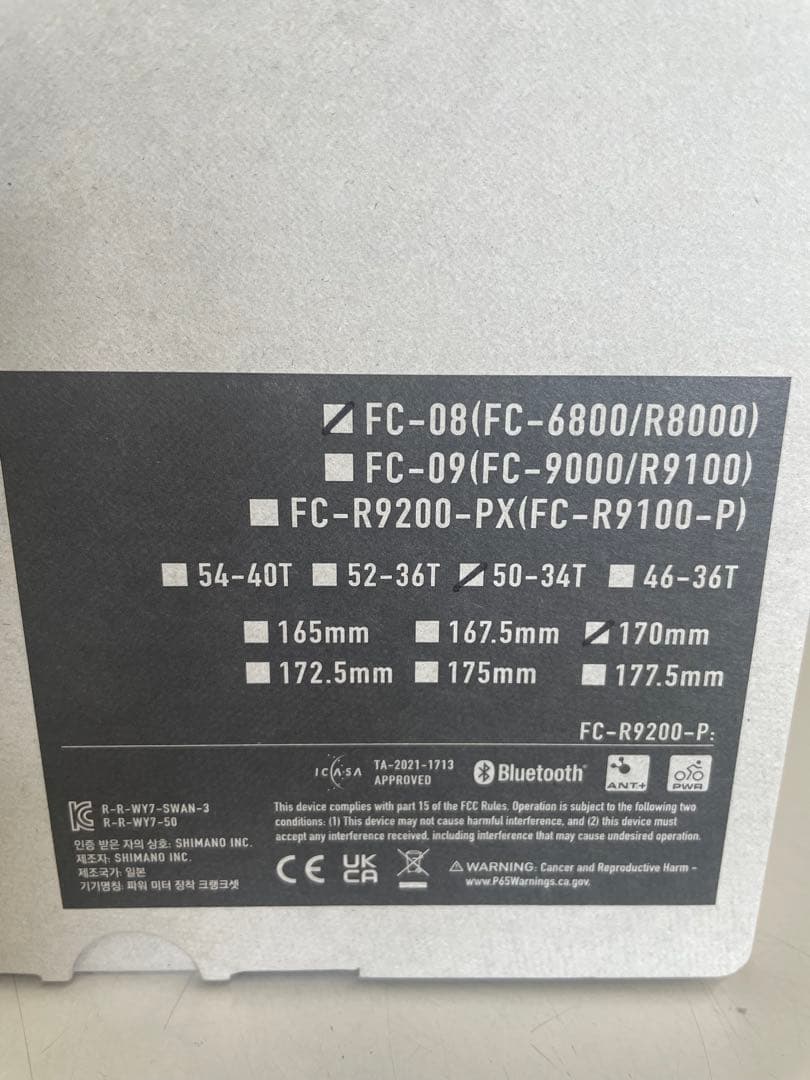 FC-08(FC-6800/R8000)
FC-09(FC-9000/R9100)
FC-R9200-PX(FC-R9100-P)
54-40T 52-36T 50-34T 46-36T
165mm 167.5mm 170mm
172.5mm 175mm 177.5mm
FC-R9200-P:
ICASA TA-2021-1713
APPROVED
Bluetooth®
ANT+
PWR
R-R-WY7-SWAN-3
R-R-WY7-50
인증 받은 자의 상호: SHIMANO INC.
제조자: SHIMANO INC.
제조국가: 일본
기기명칭: 파워 미터 장착 크랭크셋
This device complies with part 15 of the FCC Rules. Operation is subject to the following two
conditions: (1) This device may not cause harmful interference, and (2) this device must
accept any interference received, including interference that may cause undesired operation.
CE UK
CA
⚠WARNING: Cancer and Reproductive Harm -
www.P65Warnings.ca.gov.